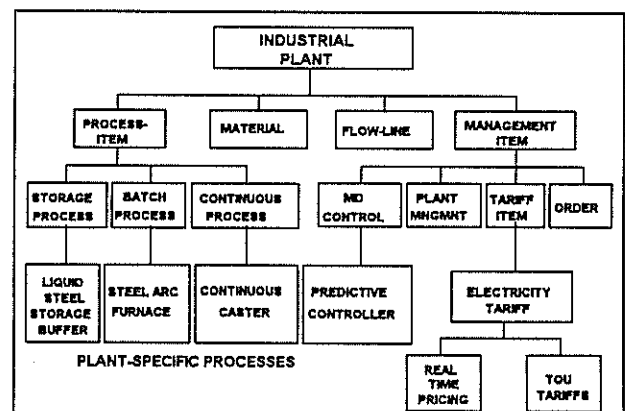 INDUSTRIAL
PLANT
PROCESS-
ITEM
MATERIAL
FLOW-LINE
MANAGEMENT
ITEM
STORAGE
PROCESS
BATCH
PROCESS
CONTINUOUS
PROCESS
MD
CONTROL
PLANT
MNGMNT
TARIFF
ITEM
ORDER
LIQUID
STEEL
STORAGE
BUFFER
STEEL ARC
FURNACE
CONTINUOUS
CASTER
PREDICTIVE
CONTROLLER
ELECTRICITY
TARIFF
PLANT-SPECIFIC PROCESSES
REAL
TIME
PRICING
TOU
TARIFFS